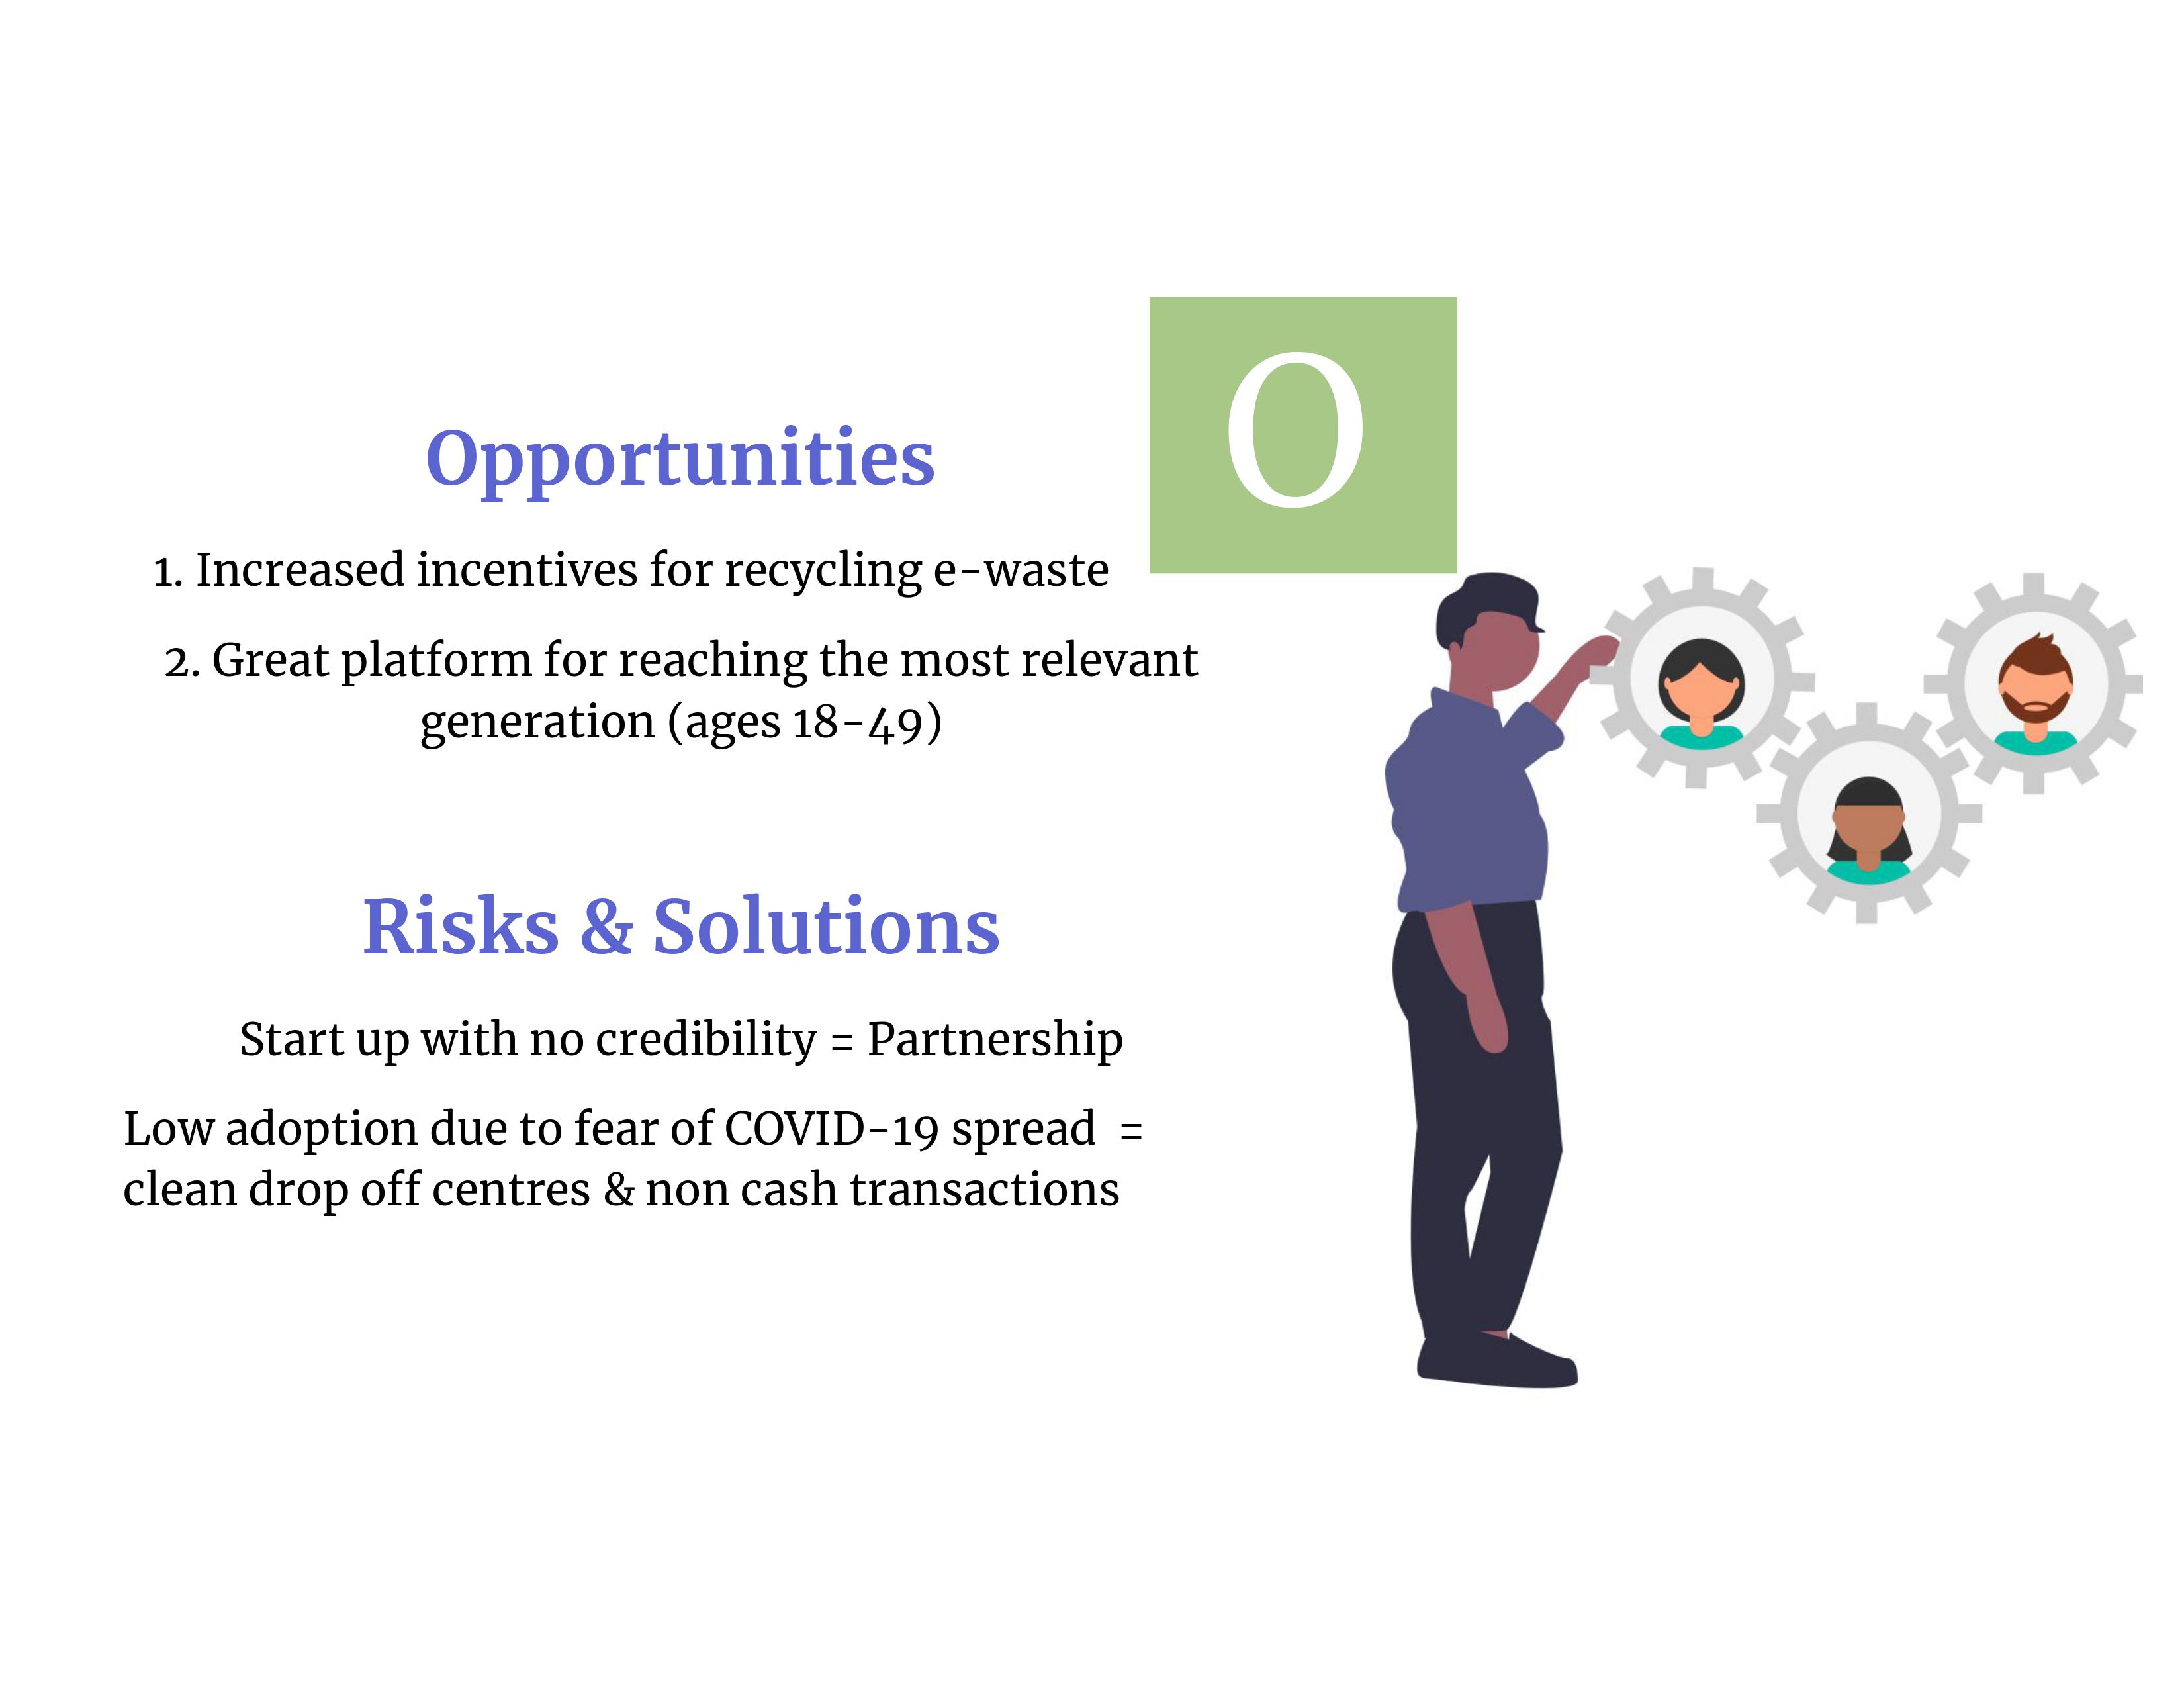 O
Opportunities
1. Increased incentives for recycling e-waste
2. Great platform for reaching the most relevant
generation (ages 18-49)
Risks & Solutions
Start up with no credibility = Partnership
Low adoption due to fear of COVID-19 spread =
clean drop off centres & non cash transactions